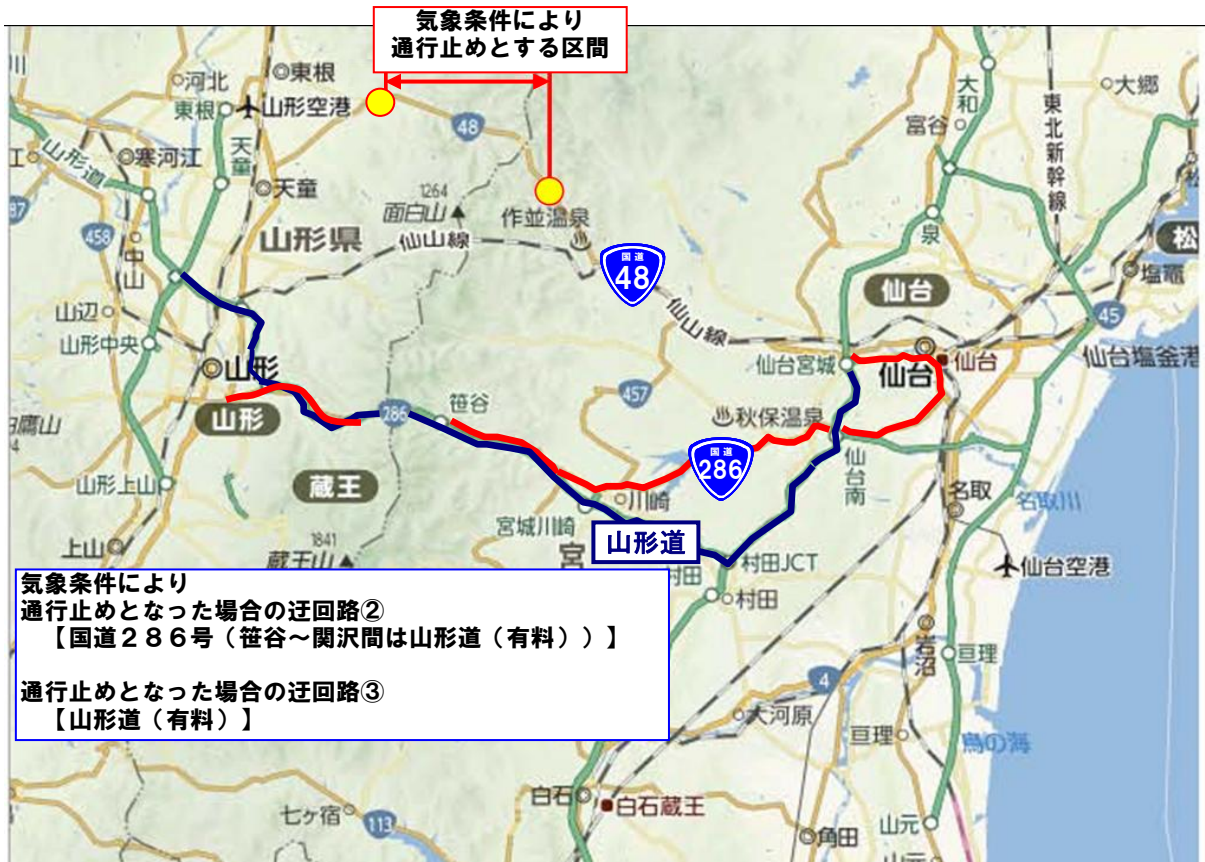 気象条件により
通行止めとする区間
河北
東根
東根
山形空港
48
大和
大郷
富谷
東北新幹線
山形道
寒河江
天童
天童
1264
面白山
作並温泉
87
458
中山
山形県
仙山線
国道
48
泉
松
塩竈
仙台
山辺
仙山線
45
山形中央
山形
仙台宮城
仙台
仙台
仙台塩釜港
286
笹谷
457
秋保温泉
山形
国道
286
仙台南
山形上山
蔵王
川崎
名取
名取川
宮城川崎
山形道
宮
上山
1841
蔵王山
村田JCT
村田
村田
仙台空港
気象条件により
通行止めとなった場合の迂回路②
【国道２８６号（笹谷～関沢間は山形道（有料））】
通行止めとなった場合の迂回路③
【山形道（有料）】
岩沼
亘理
4
大河原
亘理
鳥の海
白石
白石蔵王
七ヶ宿
113
角田
山元